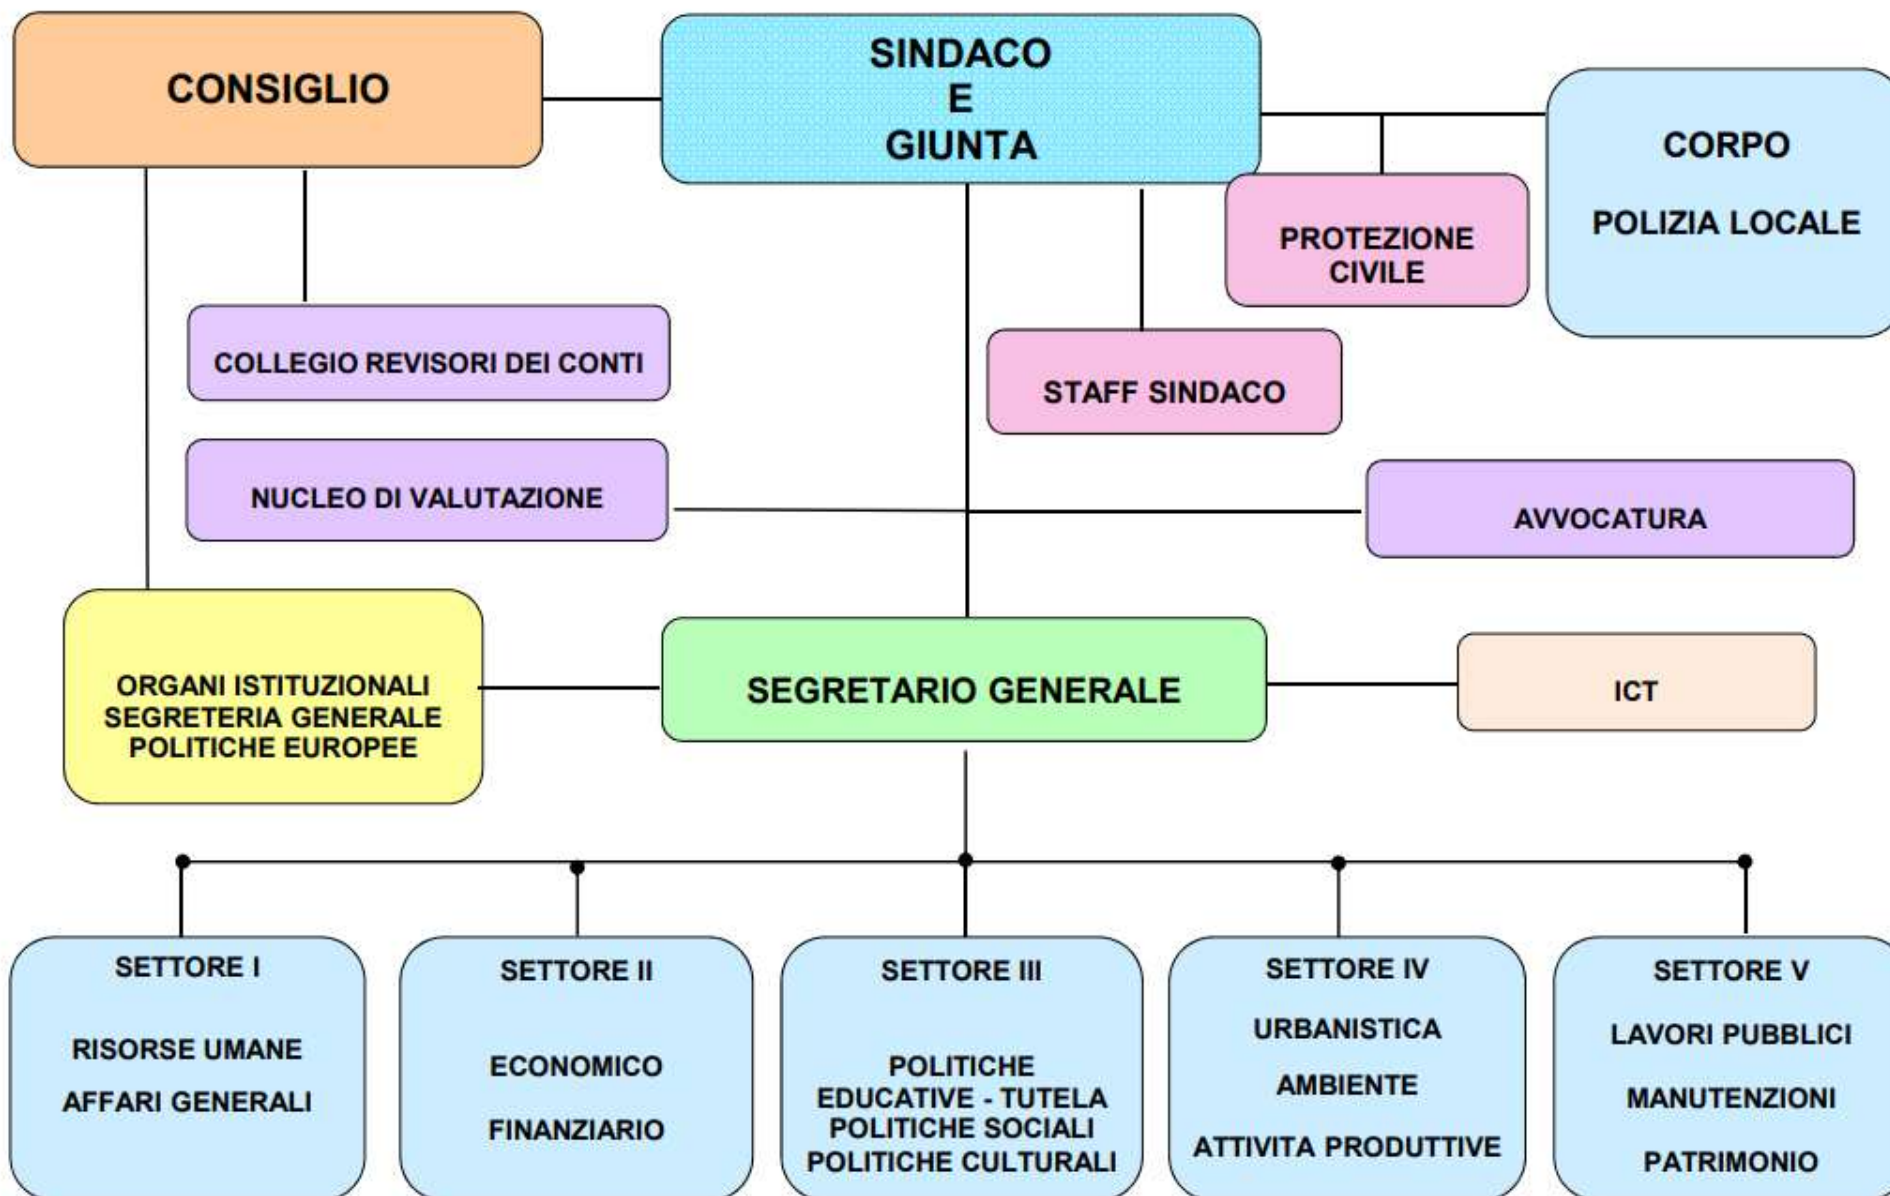 CONSIGLIO
SINDACO
E
GIUNTA
CORPO
POLIZIA LOCALE
PROTEZIONE
CIVILE
COLLEGIO REVISORI DEI CONTI
STAFF SINDACO
NUCLEO DI VALUTAZIONE
AVVOCATURA
ORGANI ISTITUZIONALI
SEGRETERIA GENERALE
POLITICHE EUROPEE
SEGRETARIO GENERALE
ICT
SETTORE I
RISORSE UMANE
AFFARI GENERALI
SETTORE II
ECONOMICO
FINANZIARIO
SETTORE III
POLITICHE
EDUCATIVE - TUTELA
POLITICHE SOCIALI
POLITICHE CULTURALI
SETTORE IV
URBANISTICA
AMBIENTE
ATTIVITA PRODUTTIVE
SETTORE V
LAVORI PUBBLICI
MANUTENZIONI
PATRIMONIO